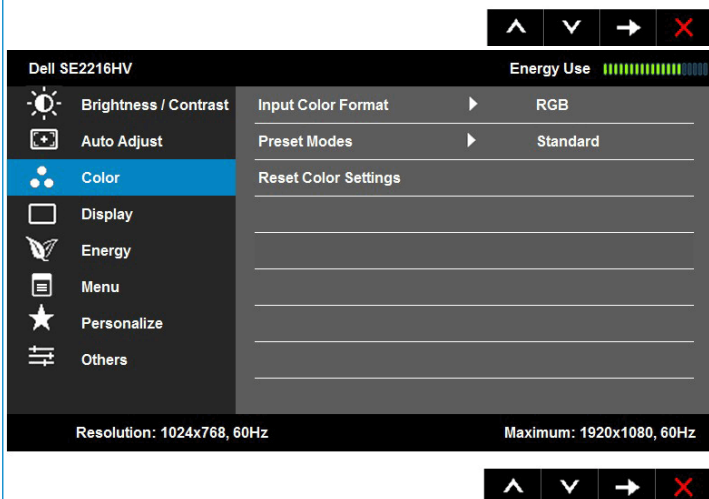 Dell SE2216HV Energy Use
Brightness / Contrast Input Color Format RGB
Auto Adjust Preset Modes Standard
Color Reset Color Settings
Display
Energy
Menu
Personalize
Others
Resolution: 1024x768, 60Hz Maximum: 1920x1080, 60Hz